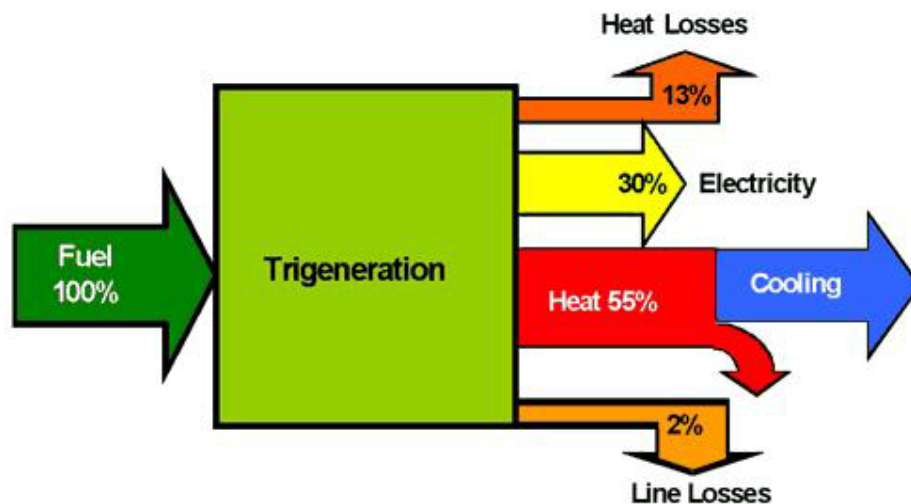 Heat Losses
13%
30% Electricity
Fuel
100%
Trigeneration
Heat 55%
Cooling
2%
Line Losses